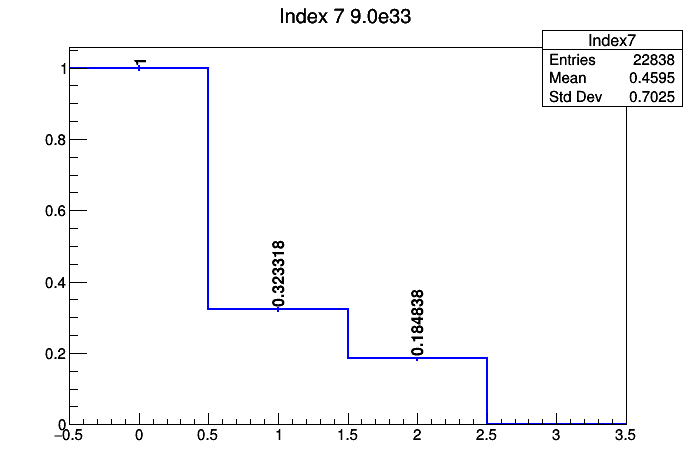 Index 7 9.0e33
Index7
Entries 22838
Mean 0.4595
Std Dev 0.7025
1
0.323318
0.184838
1
0.8
0.6
0.4
0.2
0
−0.5 0 0.5 1 1.5 2 2.5 3 3.5